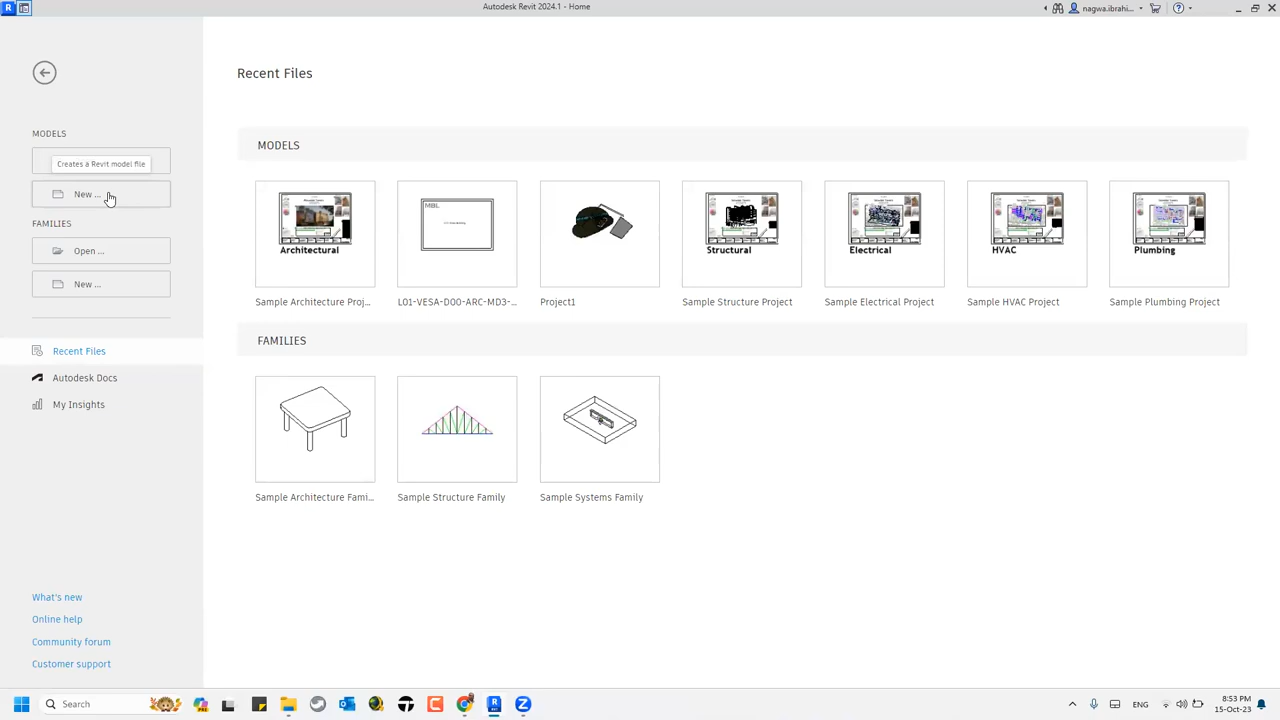 R
Autodesk Revit 2024.1 - Home
nagwa.ibrahi...
Recent Files
MODELS
Creates a Revit model file
New ...
FAMILIES
Open ...
New ...
Recent Files
Autodesk Docs
My Insights
What's new
Online help
Community forum
Customer support
MODELS
Architectural
MBL
Structural
Electrical
HVAC
Plumbing
Sample Architecture Proj...
L01-VESA-D00-ARC-MD3-...
Project1
Sample Structure Project
Sample Electrical Project
Sample HVAC Project
Sample Plumbing Project
FAMILIES
Sample Architecture Fami...
Sample Structure Family
Sample Systems Family
Search
ENG
8:53 PM
15-Oct-23